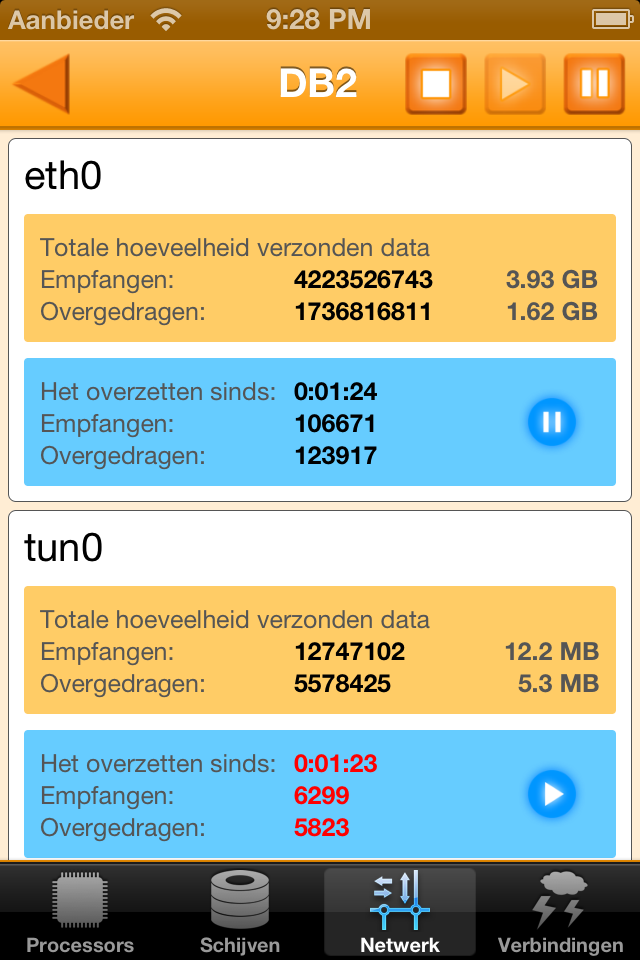 Aanbieder 9:28 PM
DB2
eth0
Totale hoeveelheid verzonden data
Empfangen: 4223526743 3.93 GB
Overgedragen: 1736816811 1.62 GB
Het overzetten sinds: 0:01:24
Empfangen: 106671
Overgedragen: 123917
tun0
Totale hoeveelheid verzonden data
Empfangen: 12747102 12.2 MB
Overgedragen: 5578425 5.3 MB
Het overzetten sinds: 0:01:23
Empfangen: 6299
Overgedragen: 5823
Processors Schijven Netwerk Verbindingen